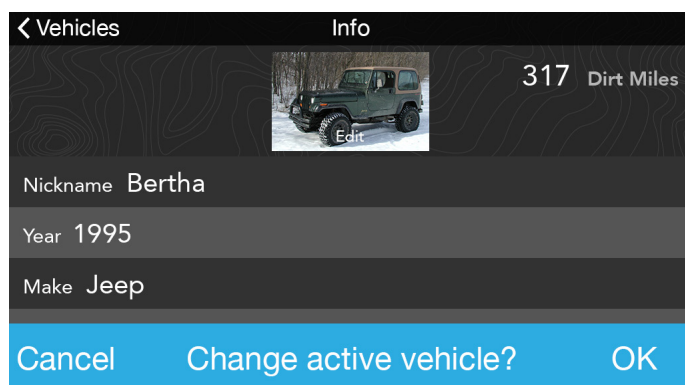 Vehicles Info
317 Dirt Miles
Edit
Nickname Bertha
Year 1995
Make Jeep
Cancel Change active vehicle? OK